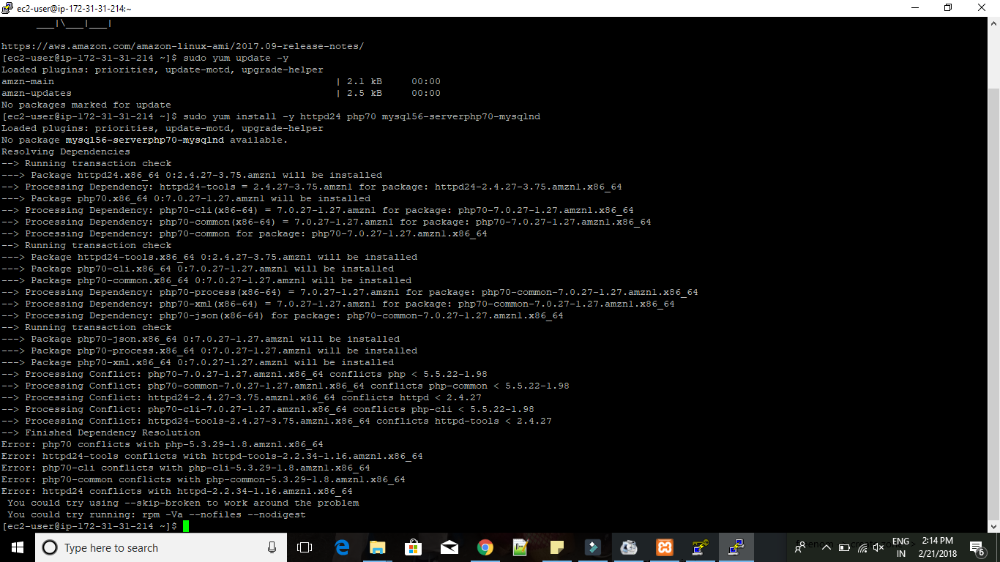 ec2-user@ip-172-31-31-214:~
___|\___|___|
https://aws.amazon.com/amazon-linux-ami/2017.09-release-notes/
[ec2-user@ip-172-31-31-214 ~]$ sudo yum update -y
Loaded plugins: priorities, update-motd, upgrade-helper
amzn-main | 2.1 kB 00:00
amzn-updates | 2.5 kB 00:00
No packages marked for update
[ec2-user@ip-172-31-31-214 ~]$ sudo yum install -y httpd24 php70 mysql56-serverphp70-mysqlnd
Loaded plugins: priorities, update-motd, upgrade-helper
No package mysql56-serverphp70-mysqlnd available.
Resolving Dependencies
--> Running transaction check
---> Package httpd24.x86_64 0:2.4.27-3.75.amzn1 will be installed
--> Processing Dependency: httpd24-tools = 2.4.27-3.75.amzn1 for package: httpd24-2.4.27-3.75.amzn1.x86_64
---> Package php70.x86_64 0:7.0.27-1.27.amzn1 will be installed
--> Processing Dependency: php70-cli(x86-64) = 7.0.27-1.27.amzn1 for package: php70-7.0.27-1.27.amzn1.x86_64
--> Processing Dependency: php70-common(x86-64) = 7.0.27-1.27.amzn1 for package: php70-7.0.27-1.27.amzn1.x86_64
--> Processing Dependency: php70-common for package: php70-7.0.27-1.27.amzn1.x86_64
--> Running transaction check
---> Package httpd24-tools.x86_64 0:2.4.27-3.75.amzn1 will be installed
---> Package php70-cli.x86_64 0:7.0.27-1.27.amzn1 will be installed
---> Package php70-common.x86_64 0:7.0.27-1.27.amzn1 will be installed
--> Processing Dependency: php70-process(x86-64) = 7.0.27-1.27.amzn1 for package: php70-common-7.0.27-1.27.amzn1.x86_64
--> Processing Dependency: php70-xml(x86-64) = 7.0.27-1.27.amzn1 for package: php70-common-7.0.27-1.27.amzn1.x86_64
--> Processing Dependency: php70-json(x86-64) for package: php70-common-7.0.27-1.27.amzn1.x86_64
--> Running transaction check
---> Package php70-json.x86_64 0:7.0.27-1.27.amzn1 will be installed
---> Package php70-process.x86_64 0:7.0.27-1.27.amzn1 will be installed
---> Package php70-xml.x86_64 0:7.0.27-1.27.amzn1 will be installed
--> Processing Conflict: php70-7.0.27-1.27.amzn1.x86_64 conflicts php < 5.5.22-1.98
--> Processing Conflict: php70-common-7.0.27-1.27.amzn1.x86_64 conflicts php-common < 5.5.22-1.98
--> Processing Conflict: httpd24-2.4.27-3.75.amzn1.x86_64 conflicts httpd < 2.4.27
--> Processing Conflict: php70-cli-7.0.27-1.27.amzn1.x86_64 conflicts php-cli < 5.5.22-1.98
--> Processing Conflict: httpd24-tools-2.4.27-3.75.amzn1.x86_64 conflicts httpd-tools < 2.4.27
--> Finished Dependency Resolution
Error: php70 conflicts with php-5.3.29-1.8.amzn1.x86_64
Error: httpd24-tools conflicts with httpd-tools-2.2.34-1.16.amzn1.x86_64
Error: php70-cli conflicts with php-cli-5.3.29-1.8.amzn1.x86_64
Error: php70-common conflicts with php-common-5.3.29-1.8.amzn1.x86_64
Error: httpd24 conflicts with httpd-2.2.34-1.16.amzn1.x86_64
You could try using --skip-broken to work around the problem
You could try running: rpm -Va --nofiles --nodigest
[ec2-user@ip-172-31-31-214 ~]$
Type here to search
ENG
IN
2:14 PM
2/21/2018
6